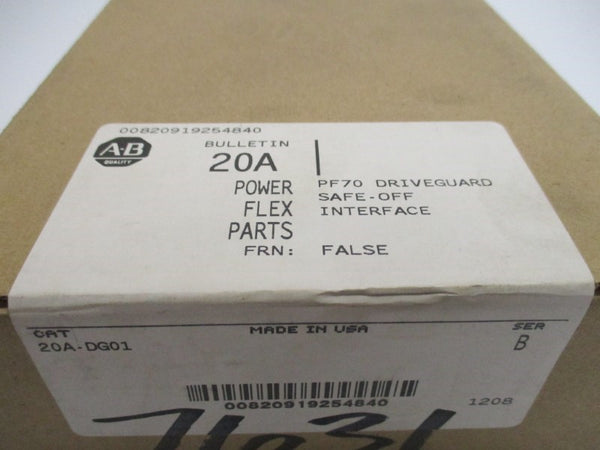 00820919254840
A-B
QUALITY
BULLETIN
20A
POWER FLEX PARTS
PF70 DRIVEGUARD
SAFE-OFF
INTERFACE
FRN: FALSE
CAT
MADE IN USA
SER
20A-DG01
B
00820919254840
1208